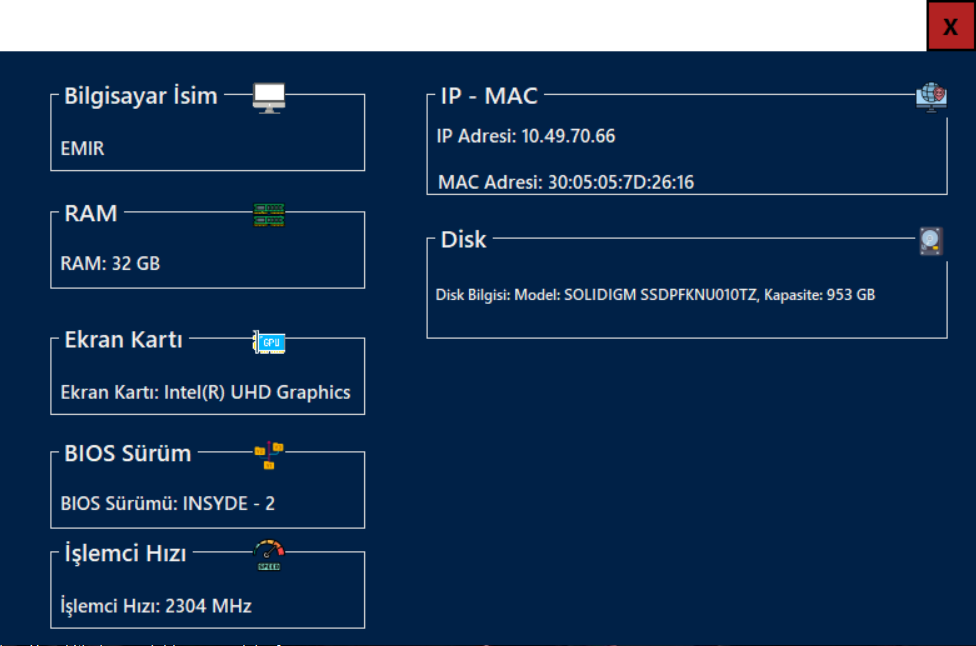 X
Bilgisayar İsim
EMIR
RAM
RAM: 32 GB
Ekran Kartı
GPU
Ekran Kartı: Intel(R) UHD Graphics
BIOS Sürüm
BIOS Sürümü: INSYDE - 2
İşlemci Hızı
SPEED
İşlemci Hızı: 2304 MHz
IP - MAC
IP Adresi: 10.49.70.66
MAC Adresi: 30:05:05:7D:26:16
Disk
Disk Bilgisi: Model: SOLIDIGM SSDPFKNU010TZ, Kapasite: 953 GB